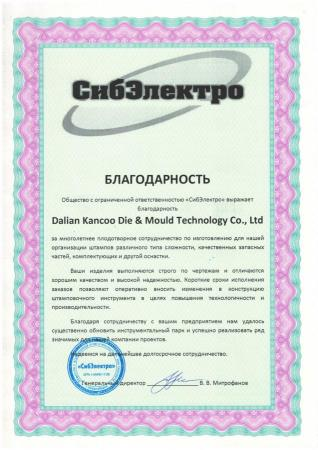 СибЭлектро
БЛАГОДАРНОСТЬ
Общество с ограниченной ответственностью «СибЭлектро» выражает
благодарность
Dalian Kancoo Die & Mould Technology Co., Ltd
за многолетнее плодотворное сотрудничество по изготовлению для нашей
организации штампов различного типа сложности, качественных запасных
частей, комплектующих и другой оснастки.
Ваши изделия выполняются строго по чертежам и отличаются
хорошим качеством и высокой надежностью. Короткие сроки исполнения
заказов позволяют оперативно вносить изменения в конструкцию
штамповочного инструмента в целях повышения технологичности и
производительности.
Благодаря сотрудничеству с вашим предприятием нам удалось
существенно обновить инструментальный парк и успешно реализовать ряд
значимых для нашей компании проектов.
Надеемся на дальнейшее долгосрочное сотрудничество.
«СибЭлектро»
Генеральный директор В. В. Митрофанов